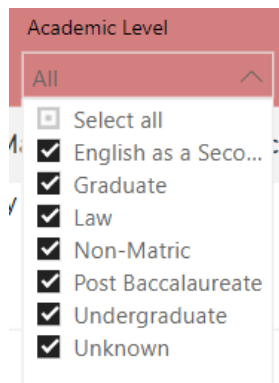 Academic Level
All
Select all
English as a Seco...
Graduate
Law
Non-Matric
Post Baccalaureate
Undergraduate
Unknown